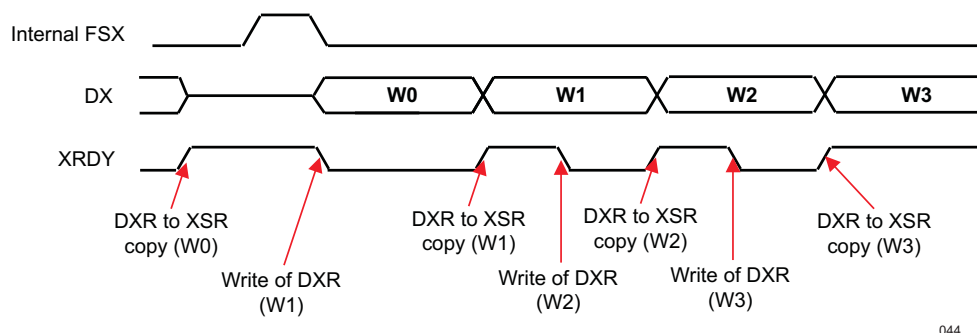 Internal FSX
DX
W0
W1
W2
W3
XRDY
DXR to XSR
copy (W0)
Write of DXR
(W1)
DXR to XSR
copy (W1)
Write of DXR
(W2)
DXR to XSR
copy (W2)
Write of DXR
(W3)
DXR to XSR
copy (W3)
044